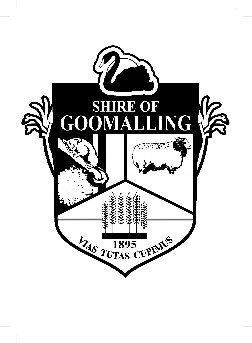 SHIRE OF
GOOMALLING
1895
VIAS TUTAS CUPIMUS